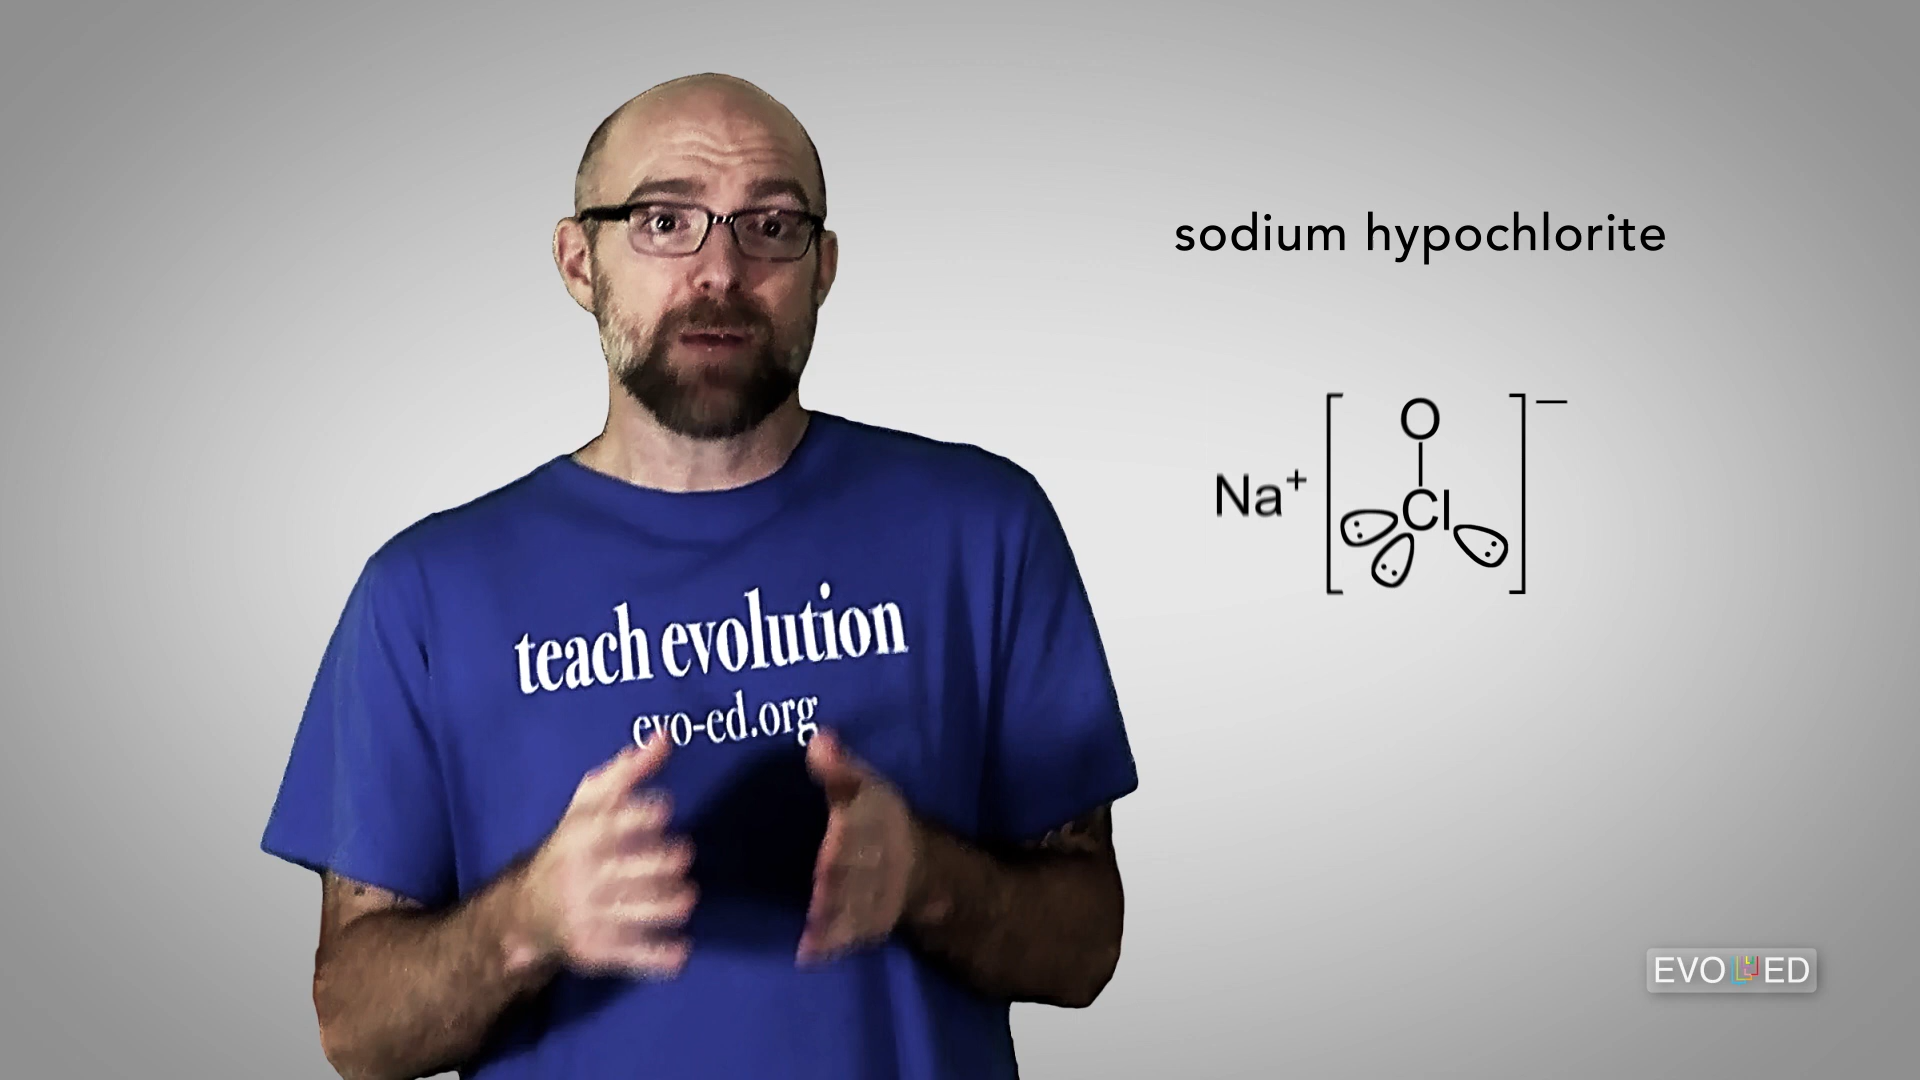 sodium hypochlorite
O
Na+ [ Cl ] −
teach evolution
evo-ed.org
EVO ED